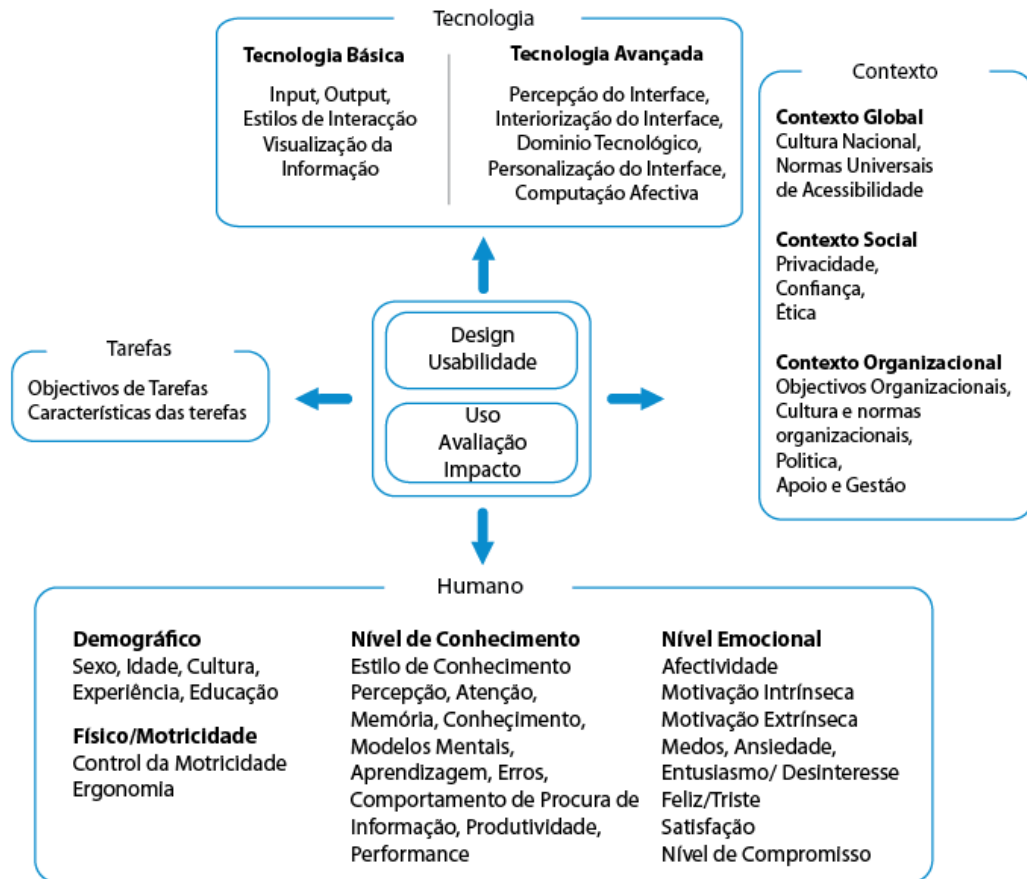 Tecnologia
Tecnologia Básica
Input, Output,
Estilos de Interacção
Visualização da
Informação
Tecnologia Avançada
Percepção do Interface,
Interiorização do Interface,
Dominio Tecnológico,
Personalização do Interface,
Computação Afectiva
Contexto
Contexto Global
Cultura Nacional,
Normas Universais
de Acessibilidade
Contexto Social
Privacidade,
Confiança,
Ética
Contexto Organizacional
Objectivos Organizacionais,
Cultura e normas
organizacionais,
Politica,
Apoio e Gestáo
Design
Usabilidade
Uso
Avaliação
Impacto
Tarefas
Objectivos de Tarefas
Características das terefas
Humano
Demográfico
Sexo, Idade, Cultura,
Experiência, Educação
Físico/Motricidade
Control da Motricidade
Ergonomia
Nível de Conhecimento
Estilo de Conhecimento
Percepção, Atenção,
Memória, Conheçimento,
Modelos Mentais,
Aprendizagem, Erros,
Comportamento de Procura de
Informação, Produtividade,
Performance
Nível Emocional
Afectividade
Motivação Intrínseca
Motivação Extrínseca
Medos, Ansiedade,
Entusiasmo/ Desinteresse
Feliz/Triste
Satisfação
Nível de Compromisso